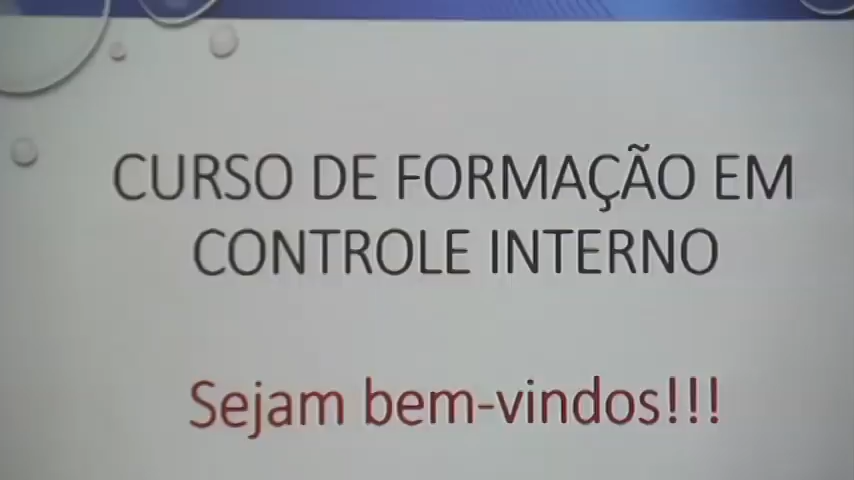 CURSO DE FORMAÇÃO EM
CONTROLE INTERNO
Sejam bem-vindos!!!